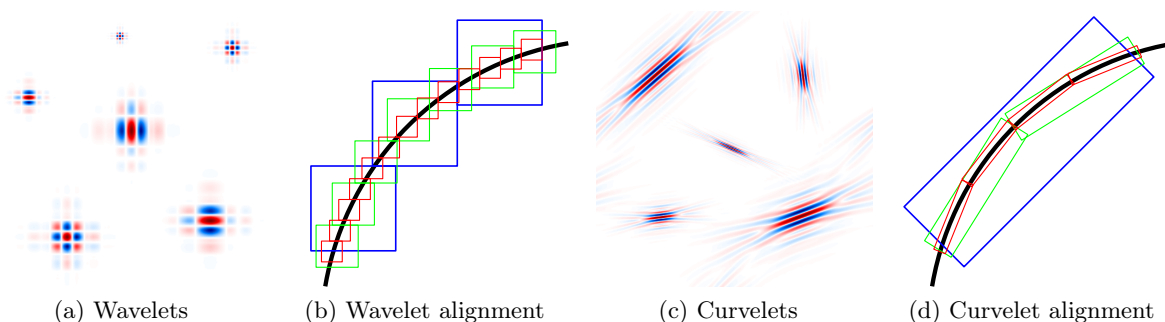 (a) Wavelets
(b) Wavelet alignment
(c) Curvelets
(d) Curvelet alignment